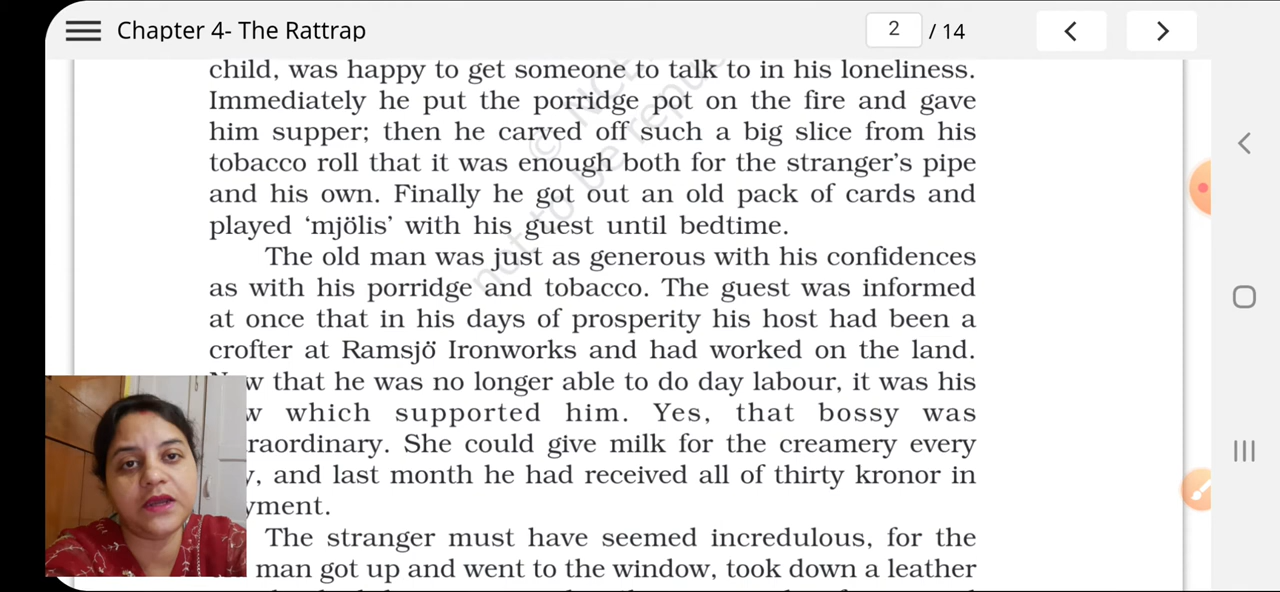 Chapter 4- The Rattrap
2 / 14
child, was happy to get someone to talk to in his loneliness.
Immediately he put the porridge pot on the fire and gave
him supper; then he carved off such a big slice from his
tobacco roll that it was enough both for the stranger's pipe
and his own. Finally he got out an old pack of cards and
played 'mjölis' with his guest until bedtime.
The old man was just as generous with his confidences
as with his porridge and tobacco. The guest was informed
at once that in his days of prosperity his host had been a
crofter at Ramsjö Ironworks and had worked on the land.
that he was no longer able to do day labour, it was his
which supported him. Yes, that bossy was
raordinary. She could give milk for the creamery every
and last month he had received all of thirty kronor in
yment.
The stranger must have seemed incredulous, for the
man got up and went to the window, took down a leather
© NCE
not to be repu